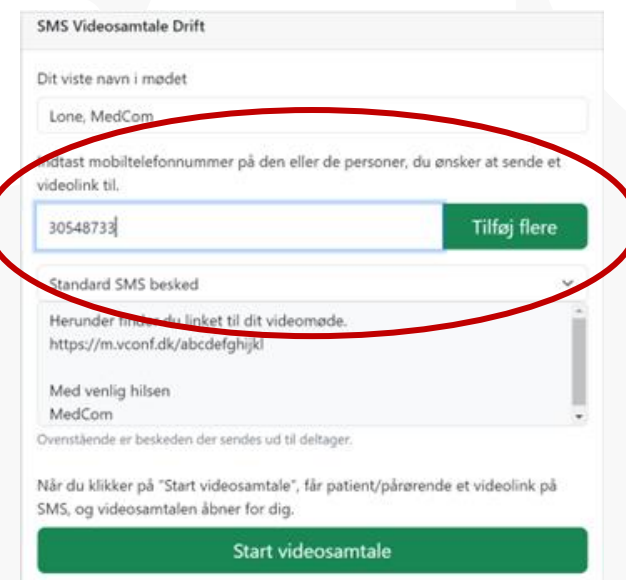 SMS Videosamtale Drift
Dit viste navn i mødet
Lone, MedCom
Indtast mobiltelefonnummer på den eller de personer, du ønsker at sende et
videolink til.
30548733
Tilføj flere
Standard SMS besked
Herunder finder du linket til dit videomøde.
https://m.vconf.dk/abcdefghijkl
Med venlig hilsen
MedCom
Ovenstående er beskeden der sendes ud til deltager.
Når du klikker på "Start videosamtale", får patient/pårørende et videolink på
SMS, og videosamtalen åbner for dig.
Start videosamtale